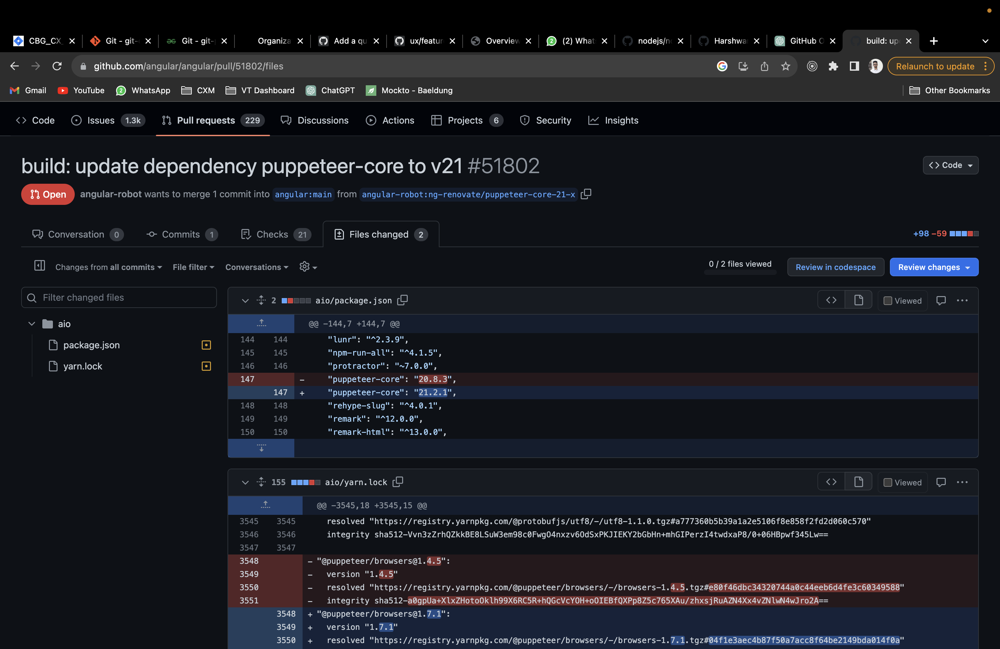 CBG_CX_
Git - git-
Git - git-
Organiza
Add a qu
ux/featur
Overview
(2) What
nodejs/n
Harshwa
GitHub
build: up
github.com/angular/angular/pull/51802/files
Relaunch to update
Gmail
YouTube
2
WhatsApp
CXM
VT Dashboard
ChatGPT
Mockto - Baeldung
Other Bookmarks
Code
Issues 1.3k
Pull requests 229
Discussions
Actions
Projects 6
Security
Insights
build: update dependency puppeteer-core to v21 #51802
Code
Open
angular-robot wants to merge 1 commit into angular:main from angular-robot:ng-renovate/puppeteer-core-21-x
Conversation 0
Commits 1
Checks 21
Files changed 2
+98 −59
Changes from all commits
File filter
Conversations
0 / 2 files viewed
Review in codespace
Review changes
Filter changed files
aio
package.json
yarn.lock
2 aio/package.json
Viewed
@@ -144,7 +144,7 @@
144 144 "lunr": "^2.3.9",
145 145 "npm-run-all": "^4.1.5",
146 146 "protractor": "~7.0.0",
147 - "puppeteer-core": "20.8.3",
147 + "puppeteer-core": "21.2.1",
148 148 "rehype-slug": "^4.0.1",
149 149 "remark": "^12.0.0",
150 150 "remark-html": "^13.0.0",
155 aio/yarn.lock
Viewed
@@ -3545,18 +3545,15 @@
3545 3545 resolved "https://registry.yarnpkg.com/@protobufjs/utf8/-/utf8-1.1.0.tgz#a777360b5b39a1a2e5106f8e858f2fd2d060c570"
3546 3546 integrity sha512-Vvn3zZrhQZkkBE8LSuW3em98c0FwgO4nxzv6OdSxPKJIEKY2bGbHn+mhGIPerzI4twdxaP8/0+06HBpwf345Lw==
3547 3547
3548 - "@puppeteer/browsers@1.4.5":
3549 - version "1.4.5"
3550 - resolved "https://registry.yarnpkg.com/@puppeteer/browsers/-/browsers-1.4.5.tgz#e80f46dbc34320744a0c44eeb6d4fe3c60349588"
3551 - integrity sha512-a0gpUa+XlxZHotoOklh99X6RC5R+hQGcVcYOH+oOIEBfQXPp8Z5c765XAu/zhxsjRuAZN4Xx4vZNlwN4wJro2A==
3548 + "@puppeteer/browsers@1.7.1":
3549 + version "1.7.1"
3550 + resolved "https://registry.yarnpkg.com/@puppeteer/browsers/-/browsers-1.7.1.tgz#04f1e3aec4b87f50a7acc8f64be2149bda014f0a"